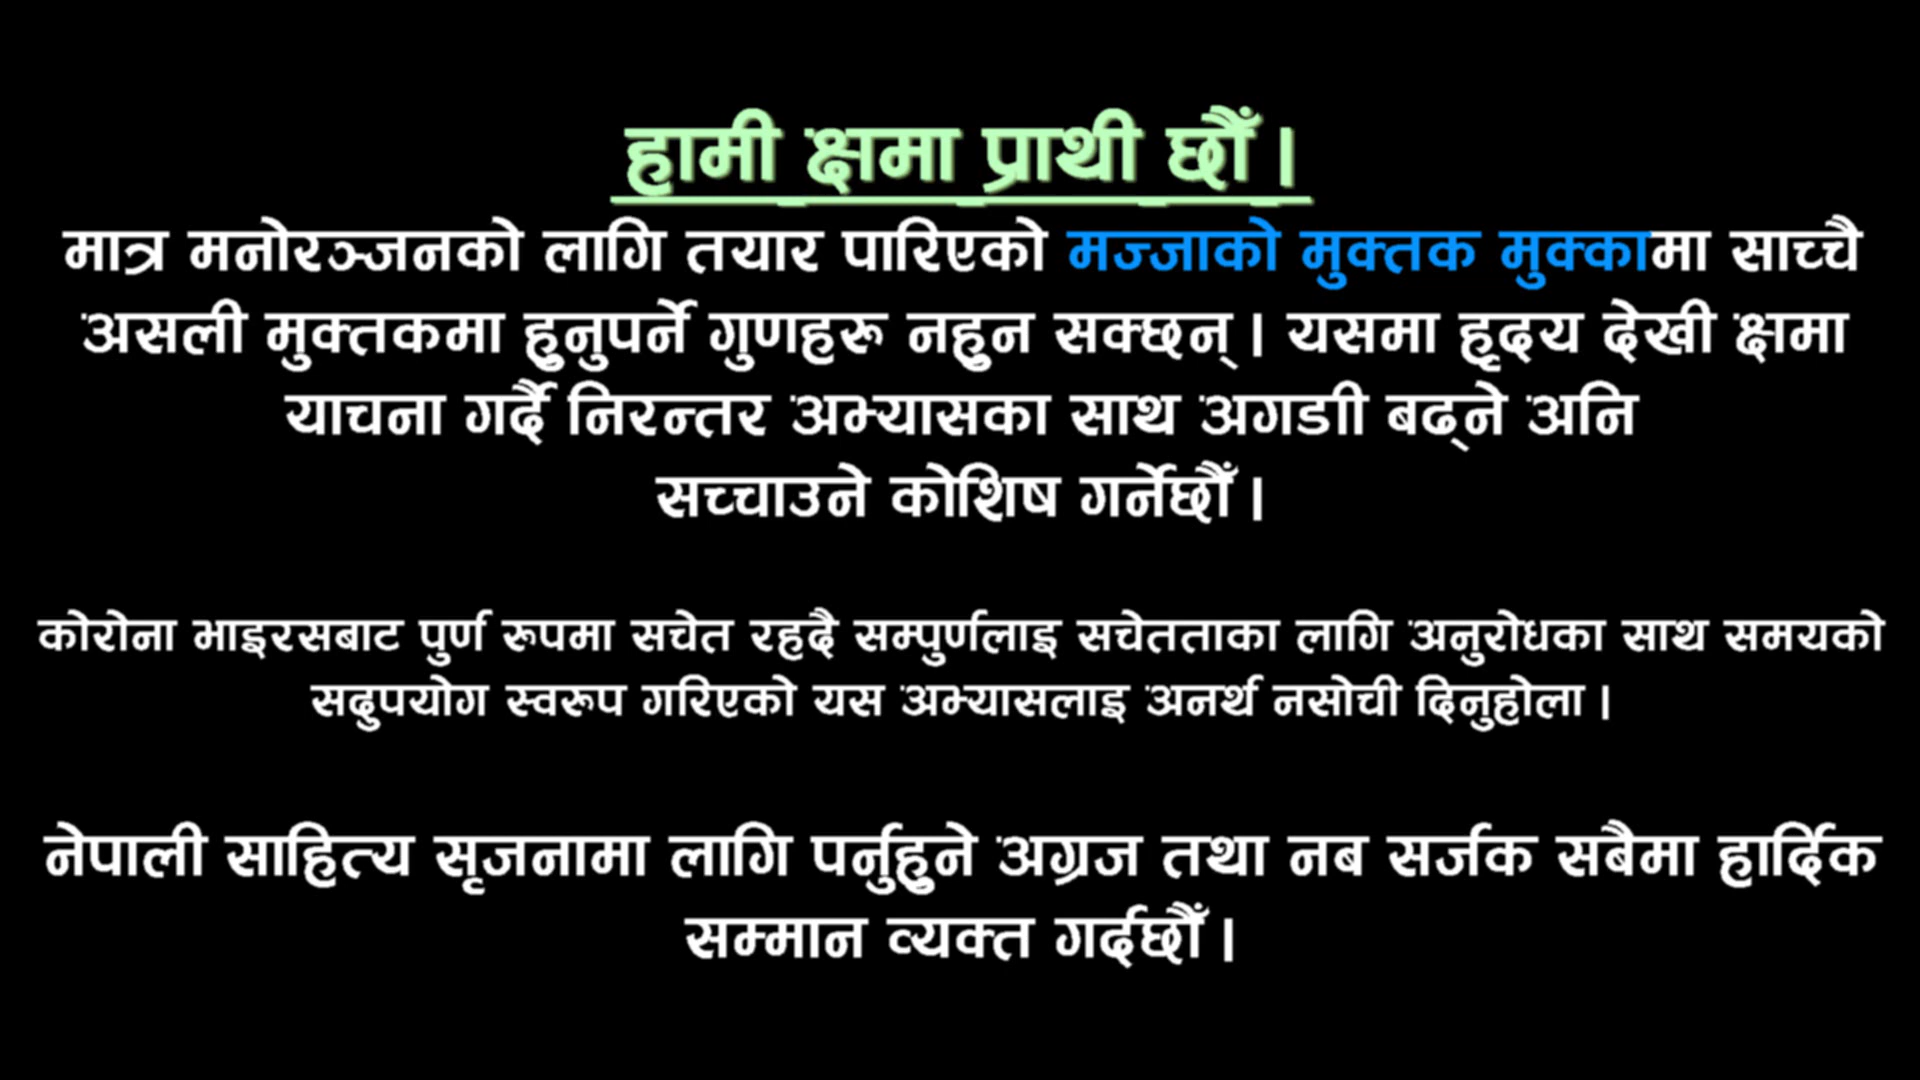 हामी क्षमा प्राथी छौँ ।
मात्र मनोरञ्जनको लागि तयार पारिएको मज्जाको मुक्तक मुक्कामा साच्चै
असली मुक्तकमा हुनुपर्ने गुणहरू नहुन सक्छन् । यसमा हृदय देखी क्षमा
याचना गर्दै निरन्तर अभ्यासका साथ अगडाी बढ्ने अनि
सच्चाउने कोशिष गर्नेछौँ ।
कोरोना भाइरसबाट पुर्ण रूपमा सचेत रहदै सम्पुर्णलाइ सचेतताका लागि अनुरोधका साथ समयको
सदुपयोग स्वरूप गरिएको यस अभ्यासलाइ अनर्थ नसोची दिनुहोला ।
नेपाली साहित्य सृजनामा लागि पर्नुहुने अग्रज तथा नब सर्जक सबैमा हार्दिक
सम्मान व्यक्त गर्दछौँ ।